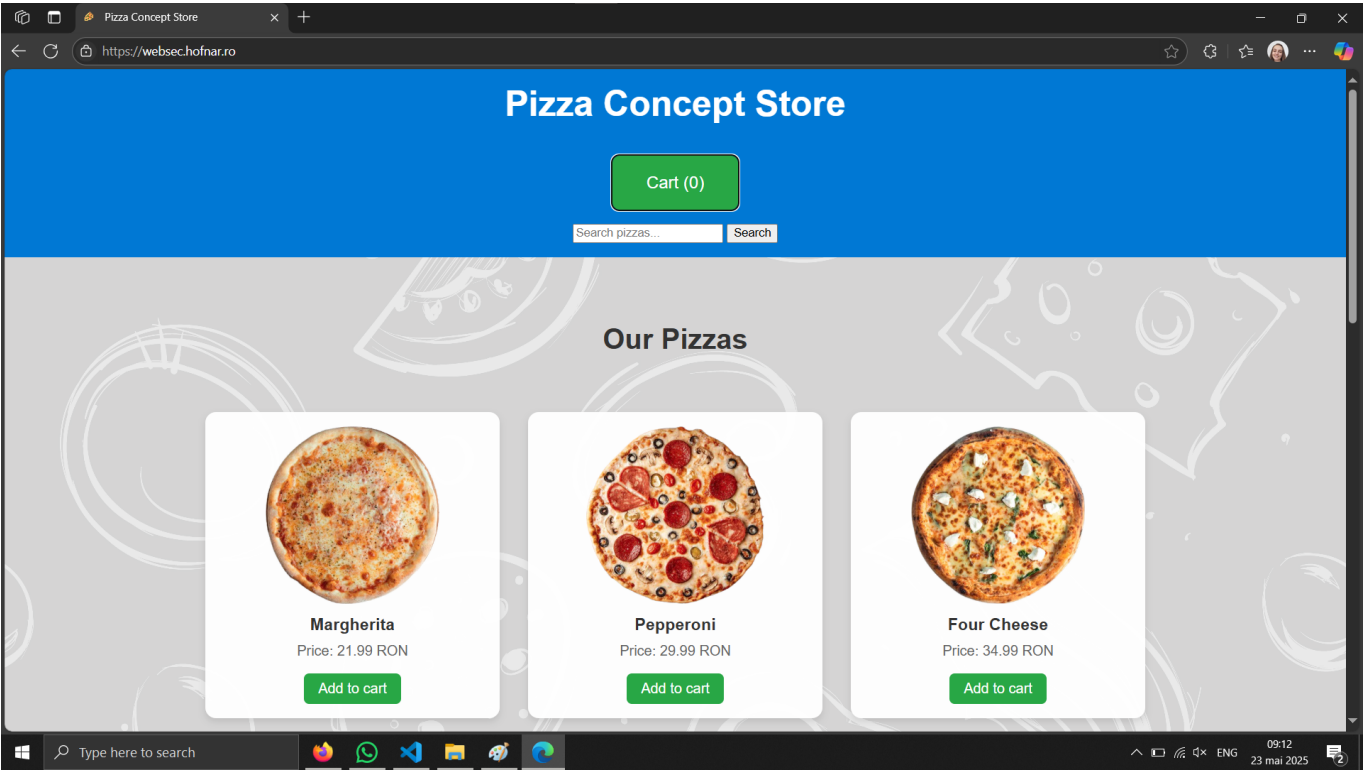 Pizza Concept Store
https://websec.hofnar.ro
Pizza Concept Store
Cart (0)
Search pizzas... Search
Our Pizzas
Margherita Pepperoni Four Cheese
Price: 21.99 RON Price: 29.99 RON Price: 34.99 RON
Add to cart Add to cart Add to cart
Type here to search ENG 09:12
23 mai 2025 2